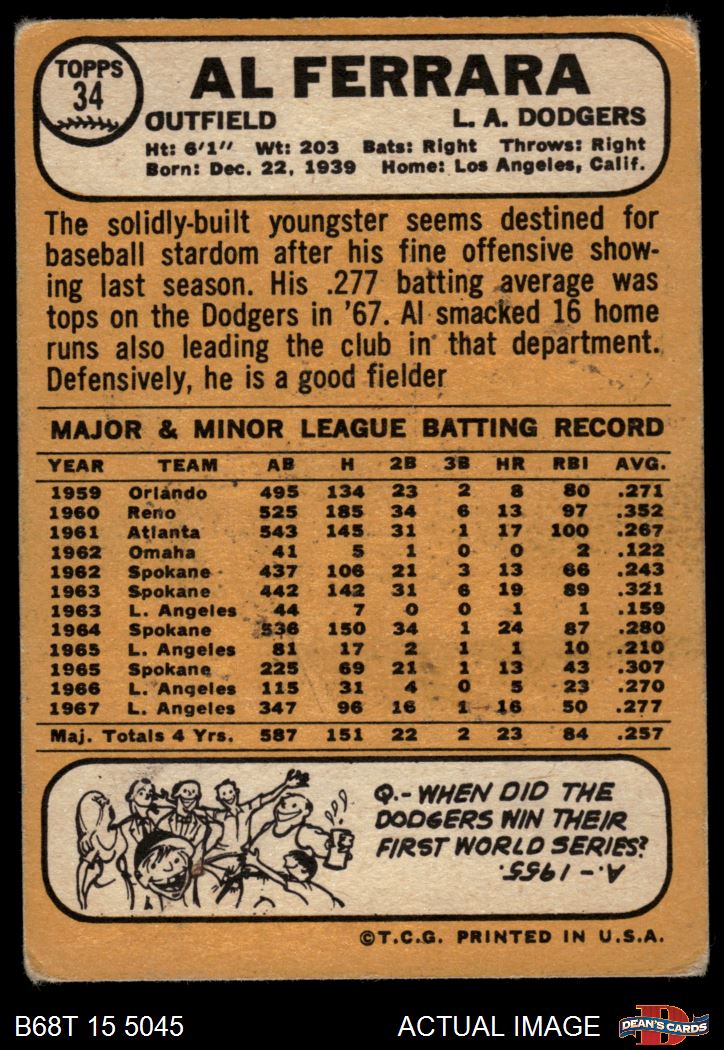 TOPPS
34
AL FERRARA
OUTFIELD L. A. DODGERS
Ht: 6'1" Wt: 203 Bats: Right Throws: Right
Born: Dec. 22, 1939 Home: Los Angeles, Calif.
The solidly-built youngster seems destined for
baseball stardom after his fine offensive show-
ing last season. His .277 batting average was
tops on the Dodgers in '67. Al smacked 16 home
runs also leading the club in that department.
Defensively, he is a good fielder
MAJOR & MINOR LEAGUE BATTING RECORD
YEAR TEAM AB H 2B 3B HR RBI AVG.
1959 Orlando 495 134 23 2 8 80 .271
1960 Reno 525 185 34 6 13 97 .352
1961 Atlanta 543 145 31 1 17 100 .267
1962 Omaha 41 5 1 0 0 2 .122
1962 Spokane 437 106 21 3 13 66 .243
1963 Spokane 442 142 31 6 19 89 .321
1963 L. Angeles 44 7 0 0 1 1 .159
1964 Spokane 536 150 34 1 24 87 .280
1965 L. Angeles 81 17 2 1 1 10 .210
1965 Spokane 225 69 21 1 13 43 .307
1966 L. Angeles 115 31 4 0 5 23 .270
1967 L. Angeles 347 96 16 1 16 50 .277
Maj. Totals 4 Yrs. 587 151 22 2 23 84 .257
Q.- WHEN DID THE
DODGERS WIN THEIR
FIRST WORLD SERIES?
A.- 1955.
©T.C.G. PRINTED IN U.S.A.
B68T 15 5045 ACTUAL IMAGE
D
DEAN'S CARDS